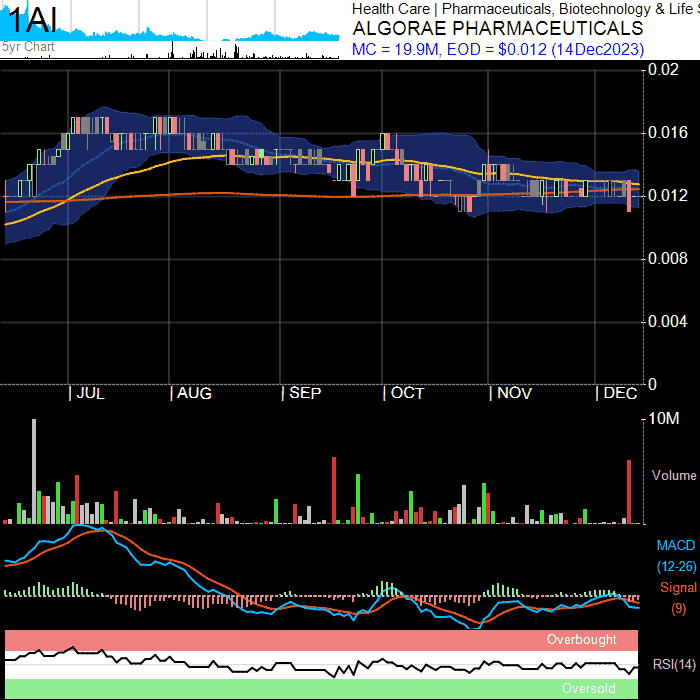 1AI
5yr Chart
Health Care | Pharmaceuticals, Biotechnology & Life S
ALGORAE PHARMACEUTICALS
MC = 19.9M, EOD = $0.012 (14Dec2023)
0.02
0.016
0.012
0.008
0.004
0
| JUL | AUG | SEP | OCT | NOV | DEC
10M
Volume
MACD
(12-26)
Signal
(9)
Overbought
RSI(14)
Oversold